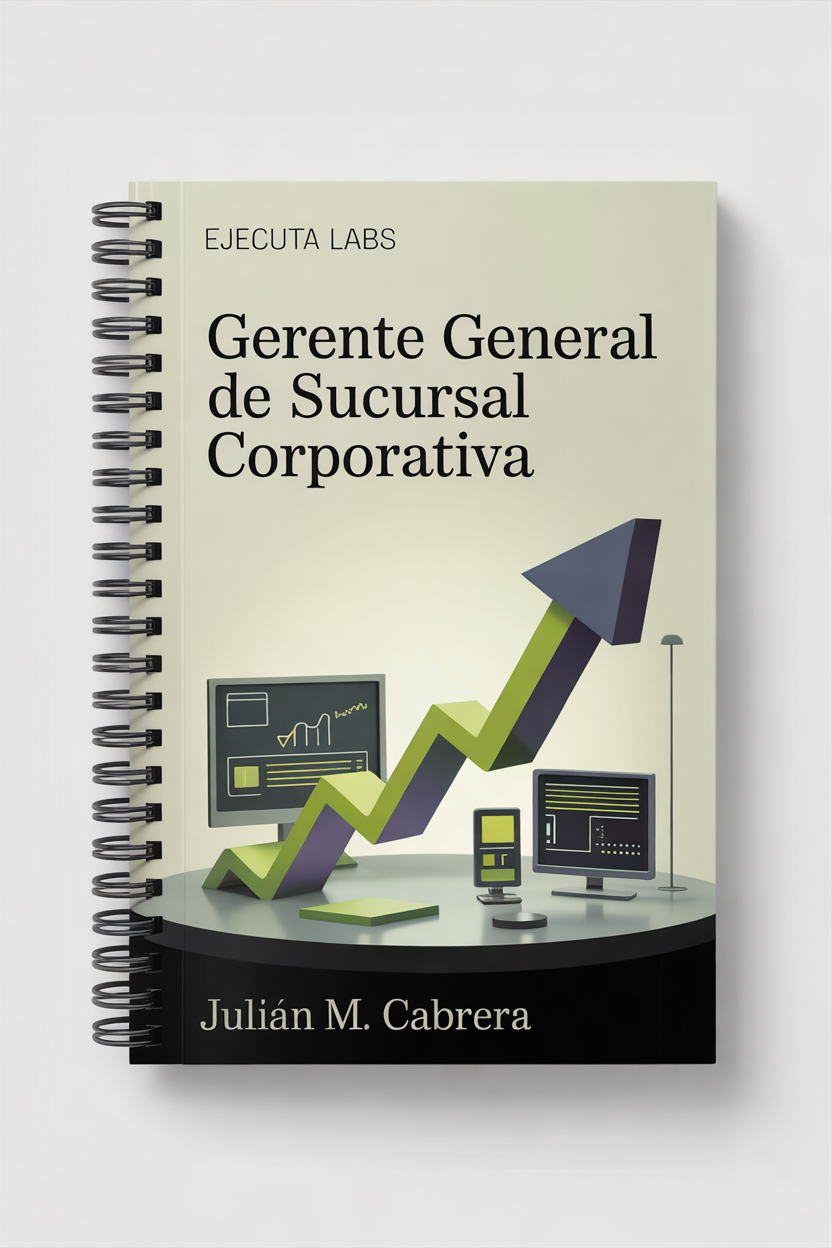 EJECUTA LABS
Gerente General
de Sucursal
Corporativa
Julián M. Cabrera